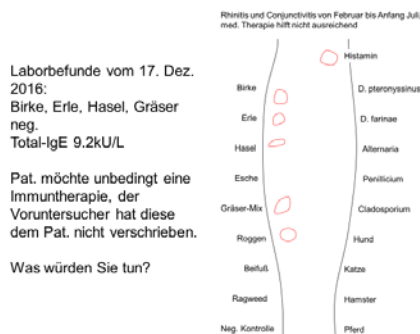 Rhinitis und Conjunctivitis von Februar bis Anfang Juli,
med. Therapie hilft nicht ausreichend
Laborbefunde vom 17. Dez.
2016:
Birke, Erle, Hasel, Gräser
neg.
Total-IgE 9.2kU/L
Pat. möchte unbedingt eine
Immuntherapie, der
Voruntersucher hat diese
dem Pat. nicht verschrieben.
Was würden Sie tun?
Histamin
Birke
D. pteronyssinus
Erle
D. farinae
Hasel
Alternaria
Esche
Penicillium
Gräser-Mix
Cladosporium
Roggen
Hund
Beifuß
Katze
Ragweed
Hamster
Neg. Kontrolle
Pferd